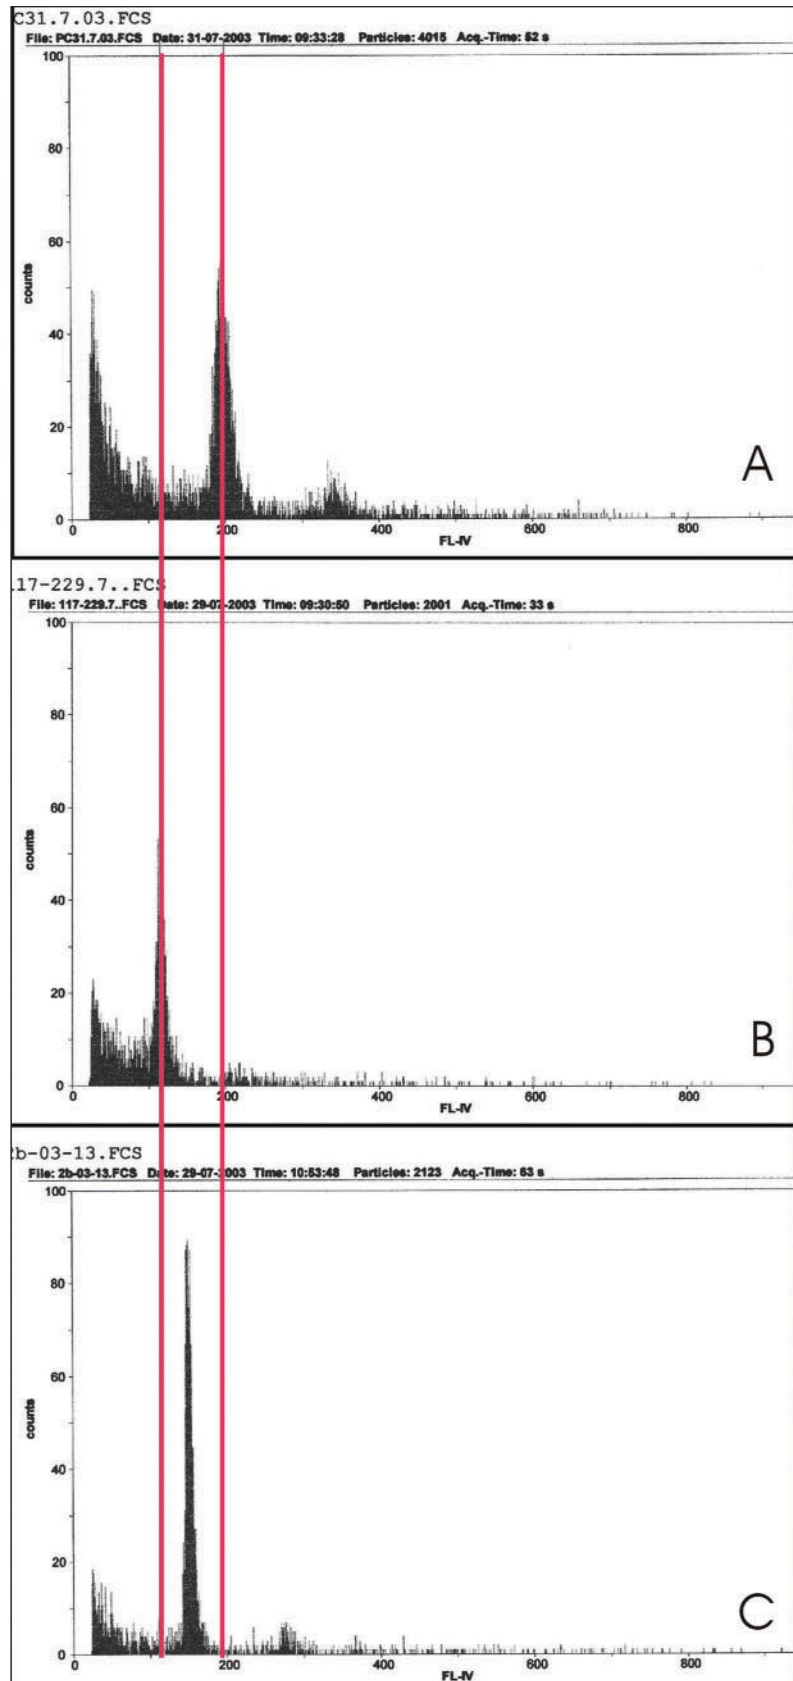 C31.7.03.FCS
File: PC31.7.03.FCS Date: 31-07-2003 Time: 09:33:28 Particles: 4015 Acq.-Time: 52 s
100
80
60
counts
40
20
A
0
0 200 400 600 800
FL-IV
.17-229.7..FCS
File: 117-229.7..FCS Date: 29-07-2003 Time: 09:30:50 Particles: 2001 Acq.-Time: 33 s
100
80
60
counts
40
20
B
0
0 200 400 600 800
FL-IV
2b-03-13.FCS
File: 2b-03-13.FCS Date: 29-07-2003 Time: 10:53:48 Particles: 2123 Acq.-Time: 53 s
100
80
60
counts
40
20
C
0
0 200 400 600 800
FL-IV